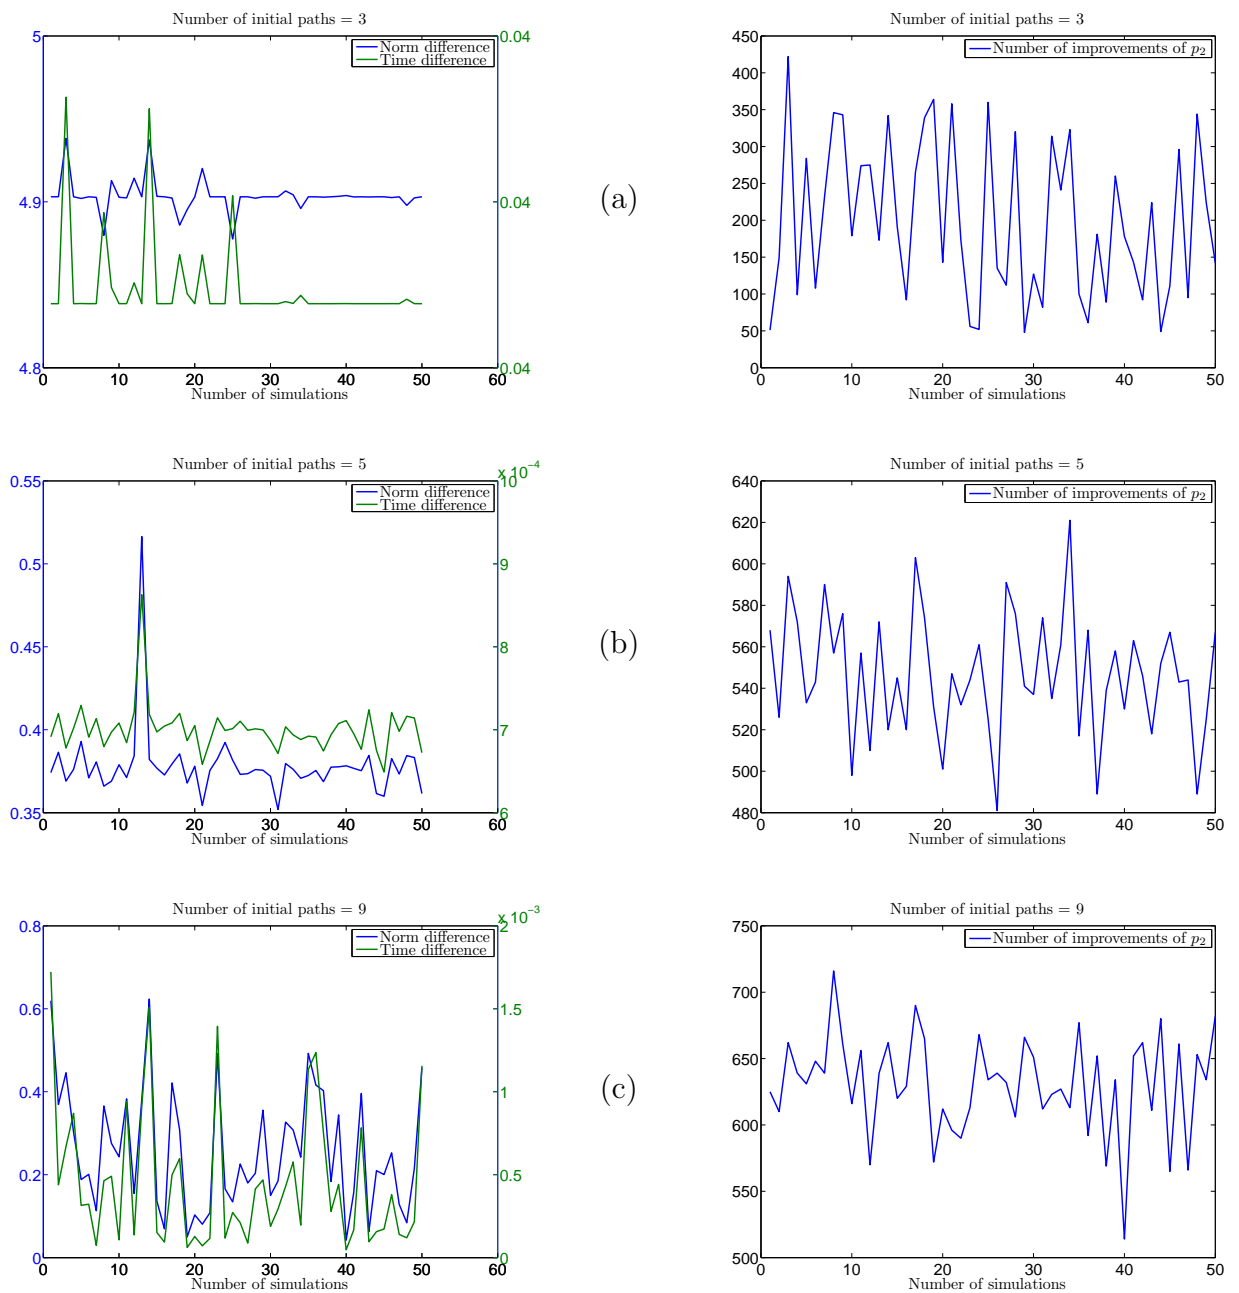 Number of initial paths = 3
5
4.9
4.8
0.04
0.04
0.04
Norm difference
Time difference
0 10 20 30 40 50 60
Number of simulations
(a)
Number of initial paths = 3
450
400
350
300
250
200
150
100
50
0
Number of improvements of p₂
0 10 20 30 40 50
Number of simulations
Number of initial paths = 5
x 10⁻⁴
0.55
0.5
0.45
0.4
0.35
10
9
8
7
6
Norm difference
Time difference
0 10 20 30 40 50 60
Number of simulations
(b)
Number of initial paths = 5
640
620
600
580
560
540
520
500
480
Number of improvements of p₂
0 10 20 30 40 50
Number of simulations
Number of initial paths = 9
x 10⁻³
0.8
0.6
0.4
0.2
0
2
1.5
1
0.5
0
Norm difference
Time difference
0 10 20 30 40 50 60
Number of simulations
(c)
Number of initial paths = 9
750
700
650
600
550
500
Number of improvements of p₂
0 10 20 30 40 50
Number of simulations